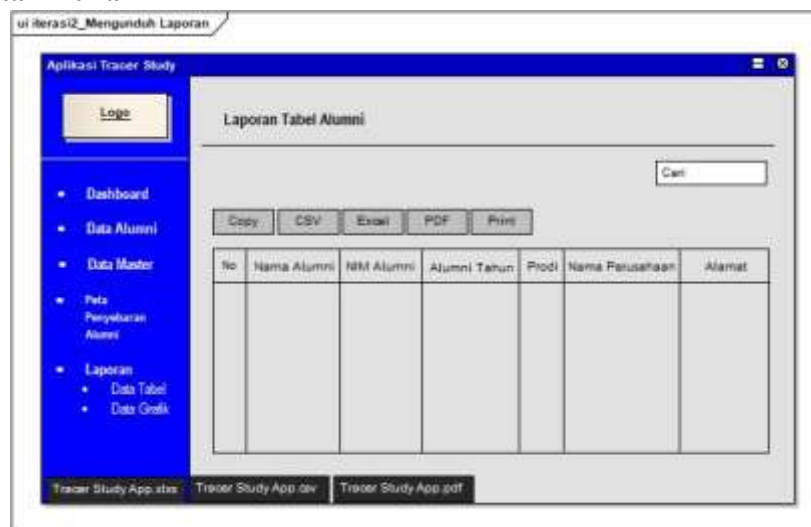 ui iterasi2_Mengunduh Laporan
Aplikasi Tracer Study
Logo
Laporan Tabel Alumni
Cari
Dashboard
Data Alumni
Data Master
Peta
Penyebaran
Alumni
Laporan
Data Tabel
Data Grafik
Copy CSV Excel PDF Print
No Nama Alumni NIM Alumni Alumni Tahun Prodi Nama Perusahaan Alamat
Tracer Study App.xlsx Tracer Study App.csv Tracer Study App.pdf